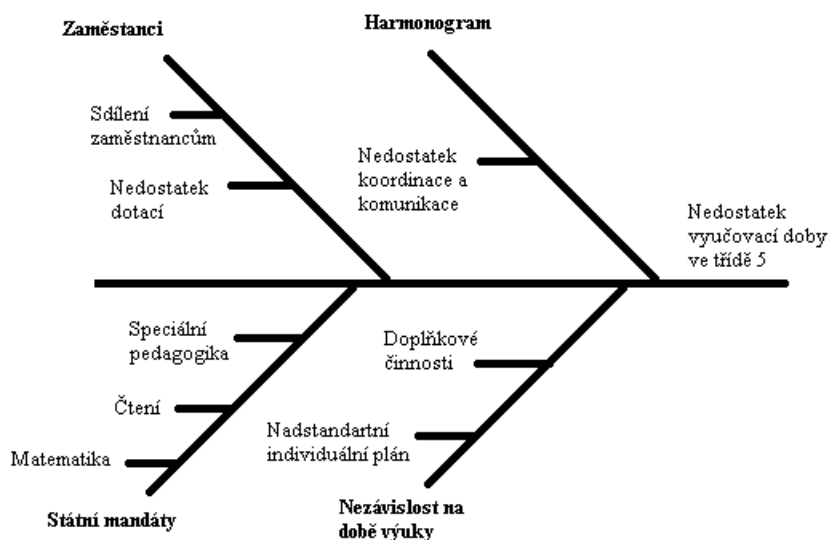 Zaměstanci
Harmonogram
Sdílení
zaměstnancům
Nedostatek
dotací
Nedostatek
koordinace a
komunikace
Nedostatek
vyučovací doby
ve třídě 5
Speciální
pedagogika
Čtení
Matematika
Státní mandáty
Doplňkové
činnosti
Nadstandartní
individuální plán
Nezávislost na
době výuky